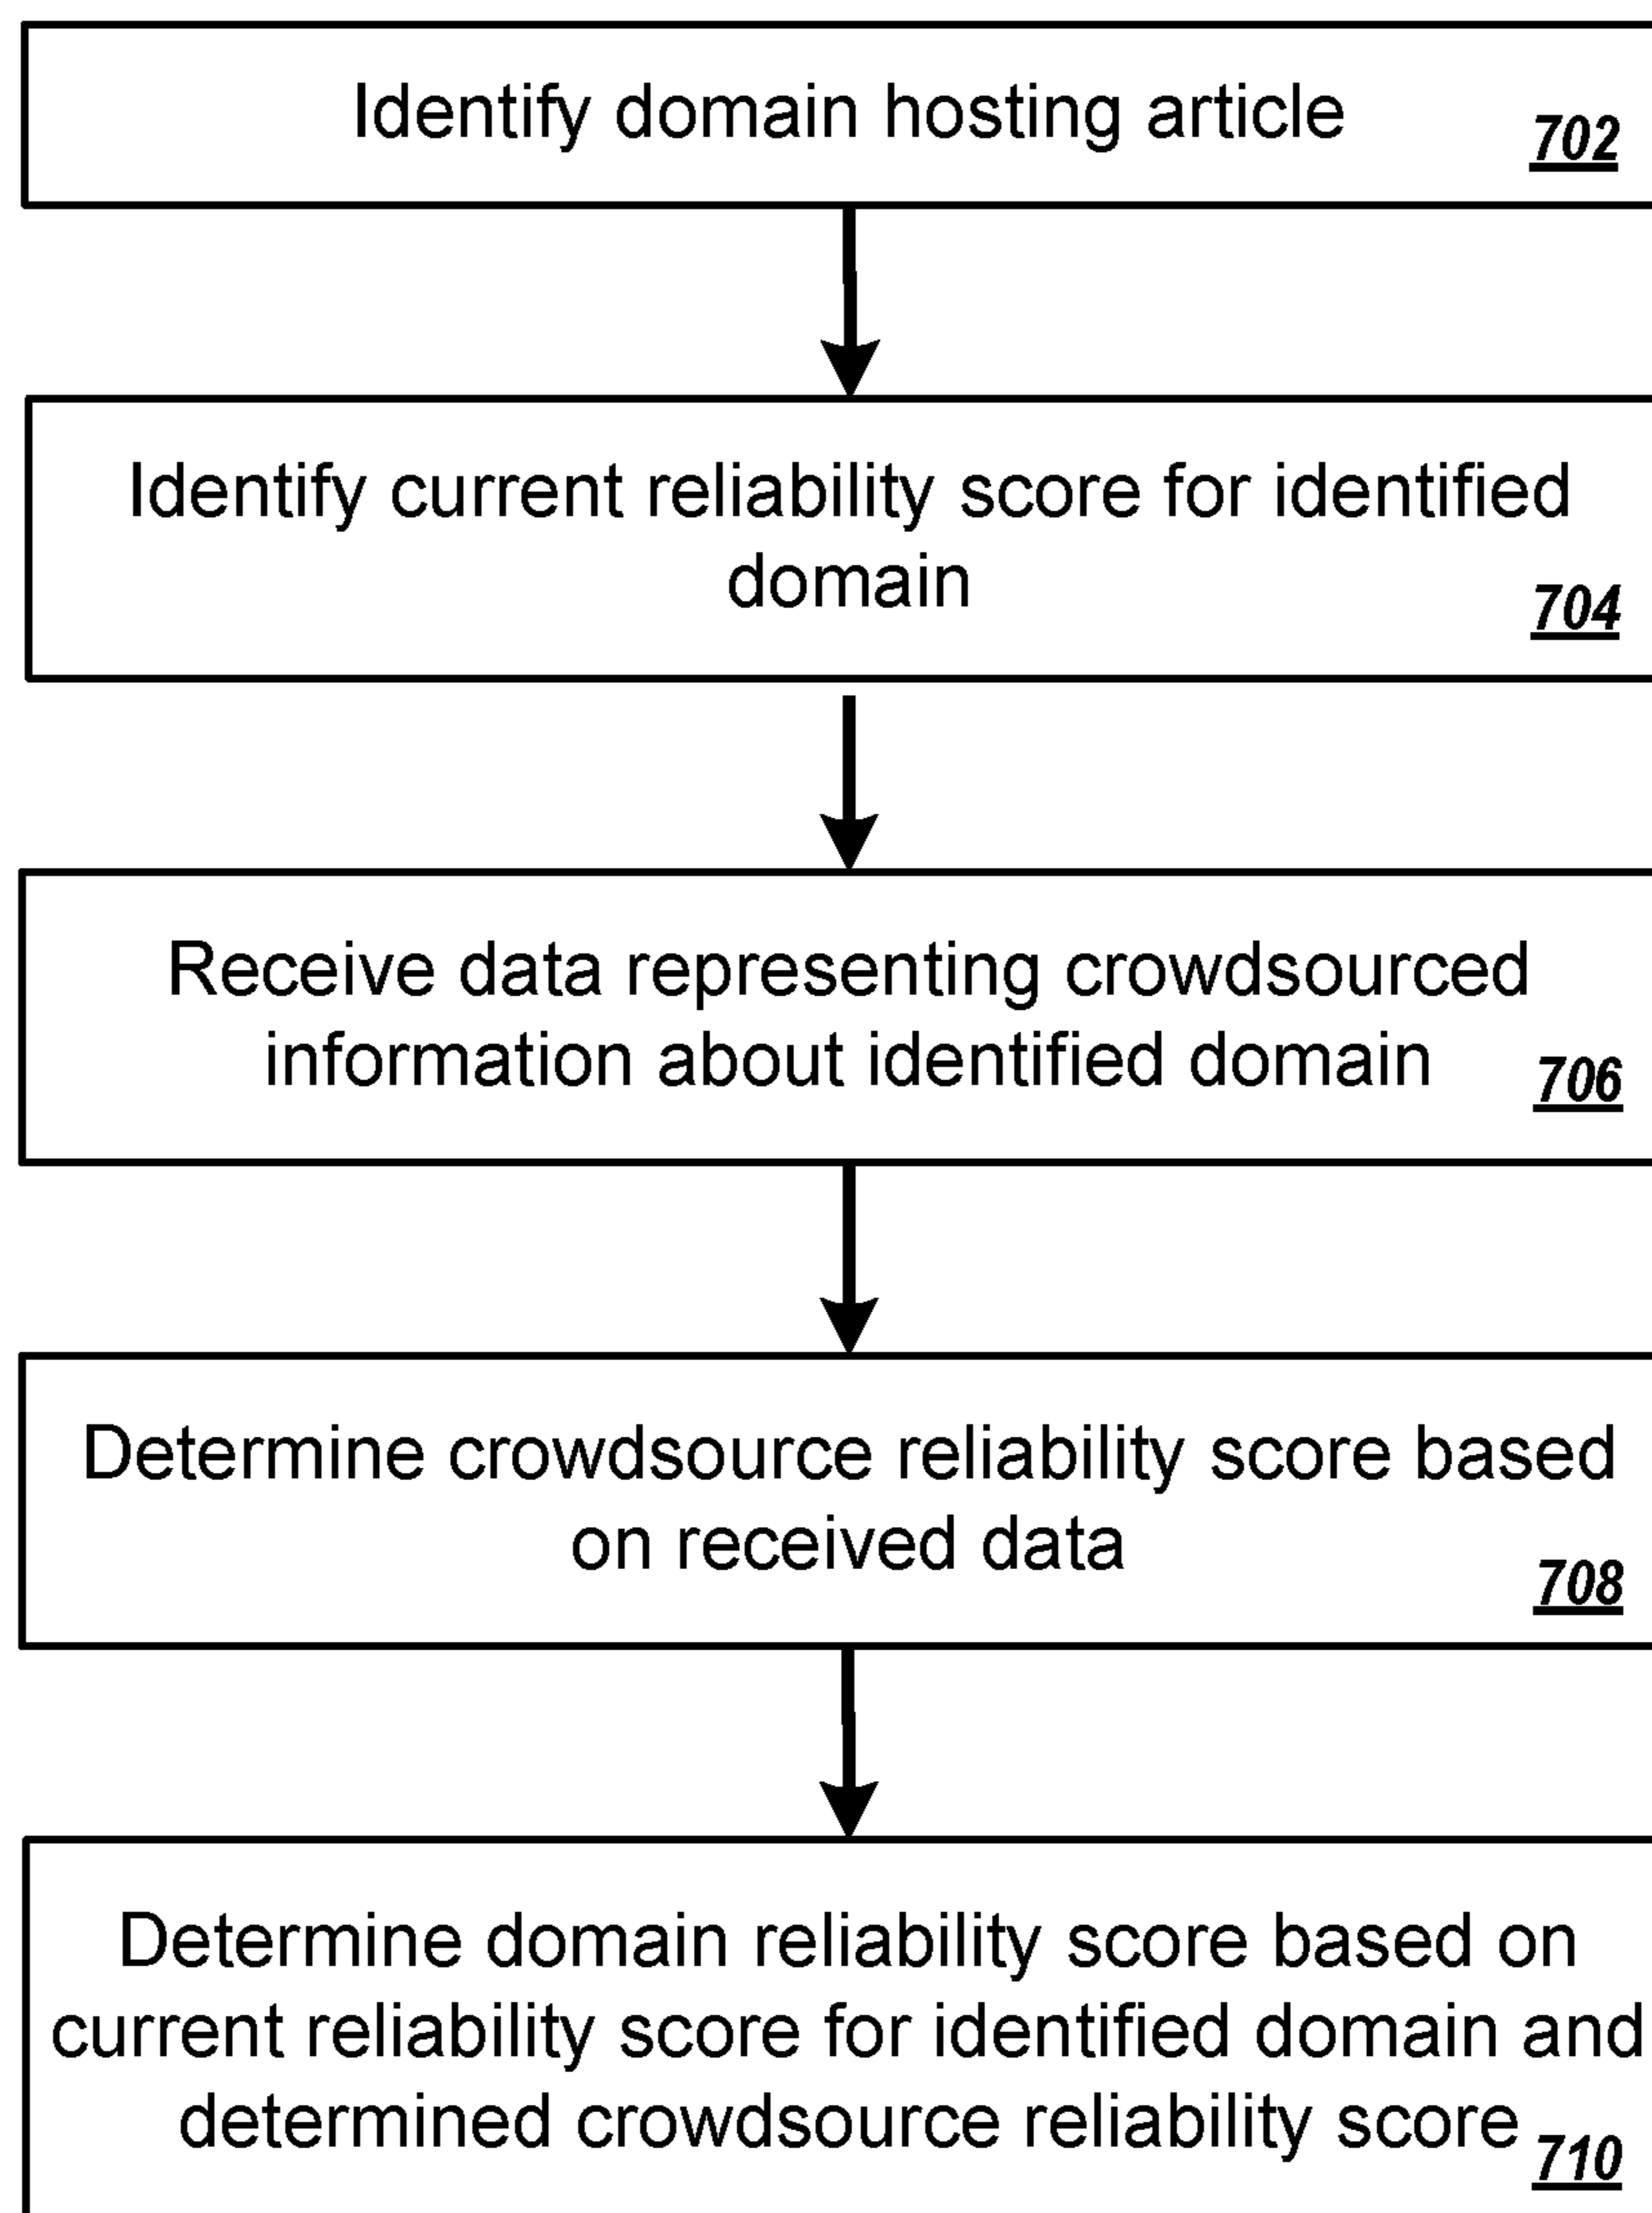 Identify domain hosting article
702
Identify current reliability score for identified
domain
704
Receive data representing crowdsourced
information about identified domain
706
Determine crowdsource reliability score based
on received data
708
Determine domain reliability score based on
current reliability score for identified domain and
determined crowdsource reliability score
710